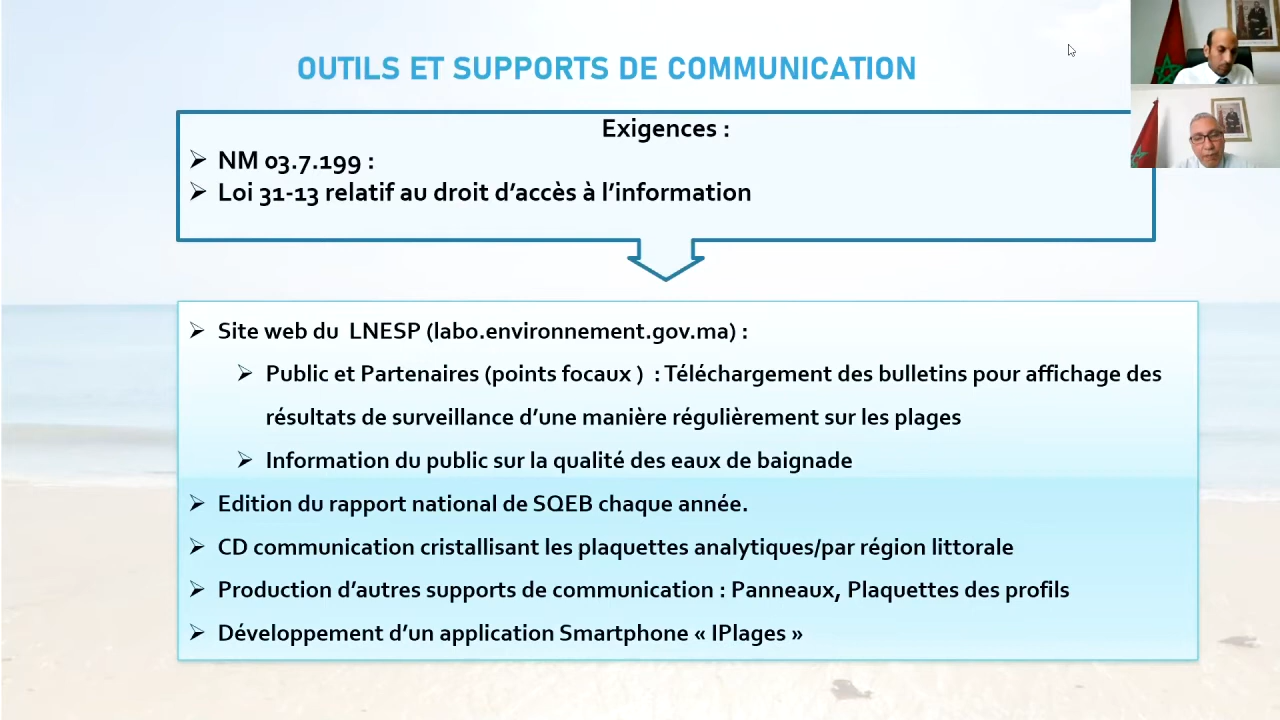 OUTILS ET SUPPORTS DE COMMUNICATION
Exigences :
➢ NM 03.7.199 :
➢ Loi 31-13 relatif au droit d’accès à l’information
➢ Site web du LNESP (labo.environnement.gov.ma) :
➢ Public et Partenaires (points focaux ) : Téléchargement des bulletins pour affichage des
résultats de surveillance d’une manière régulièrement sur les plages
➢ Information du public sur la qualité des eaux de baignade
➢ Edition du rapport national de SQEB chaque année.
➢ CD communication cristallisant les plaquettes analytiques/par région littorale
➢ Production d’autres supports de communication : Panneaux, Plaquettes des profils
➢ Développement d’un application Smartphone « IPlages »